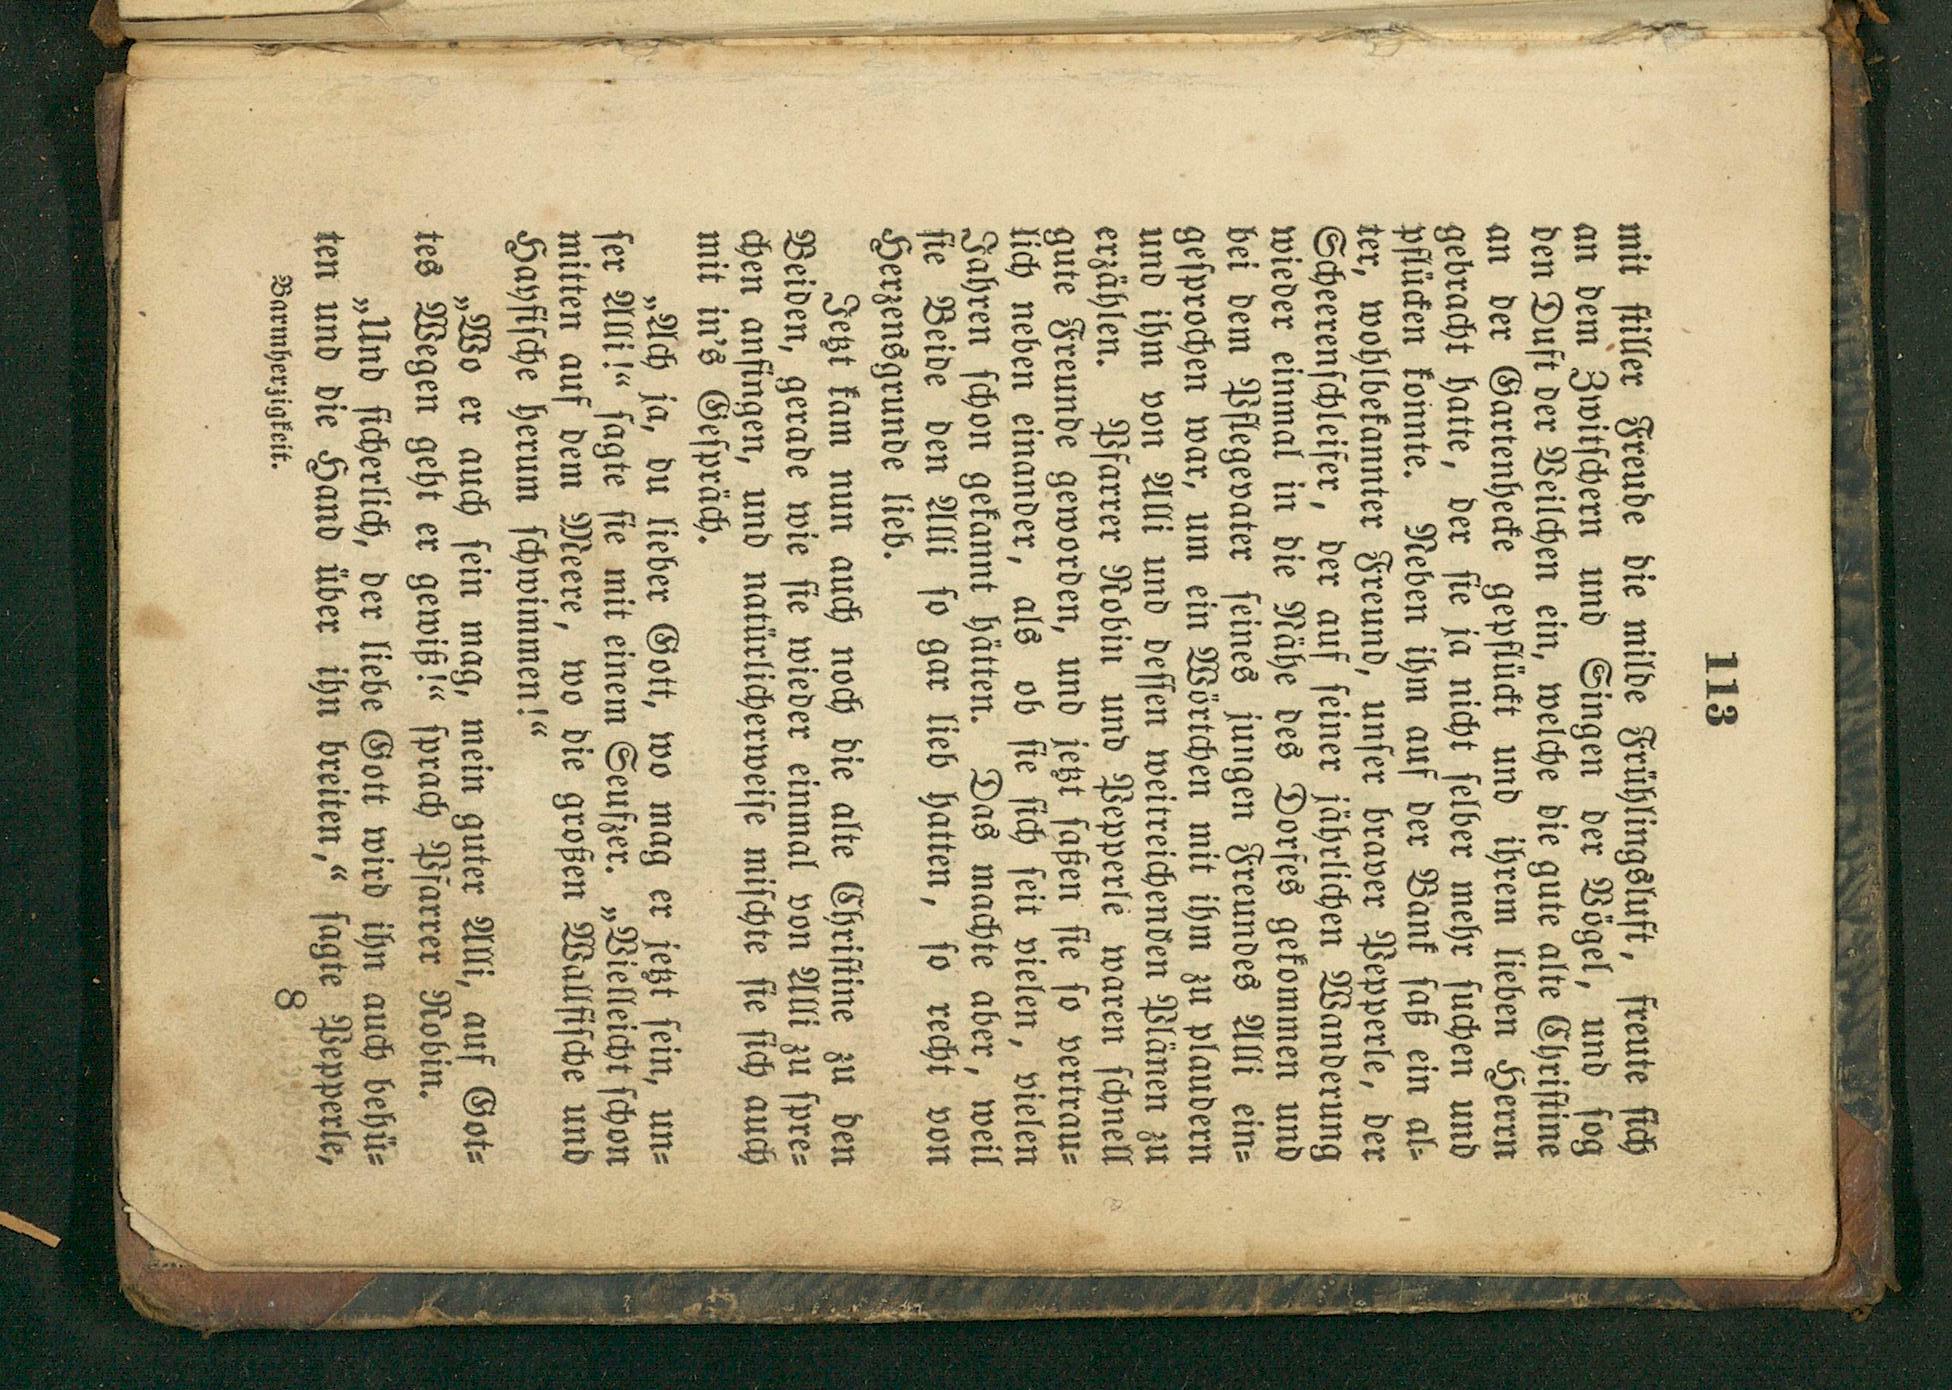 113
mit stiller Freude die milde Frühlingsluft, freute sich
an dem Zwitschern und Singen der Vögel, und sog
den Duft der Veilchen ein, welche die gute alte Christine
an der Gartenhecke gepflückt und ihrem lieben Herrn
gebracht hatte, der sie ja nicht selber mehr suchen und
pflücken konnte. Neben ihm auf der Bank saß ein al-
ter, wohlbekannter Freund, unser braver Pepperle, der
Scheerenschleifer, der auf seiner jährlichen Wanderung
wieder einmal in die Nähe des Dorfes gekommen und
bei dem Pflegevater seines jungen Freundes Alli ein-
gesprochen war, um ein Wörtchen mit ihm zu plaudern
und ihm von Alli und dessen weitreichenden Plänen zu
erzählen. Pfarrer Robin und Pepperle waren schnell
gute Freunde geworden, und jetzt saßen sie so vertrau-
lich neben einander, als ob sie sich seit vielen, vielen
Jahren schon gekannt hätten. Das machte aber, weil
sie Beide den Alli so gar lieb hatten, so recht von
Herzensgrunde lieb.
Jetzt kam nun auch noch die alte Christine zu den
Beiden, gerade wie sie wieder einmal von Alli zu spre-
chen anfingen, und natürlicherweise mischte sie sich auch
mit in's Gespräch.
„Ach ja, du lieber Gott, wo mag er jetzt sein, un-
ser Alli!“ sagte sie mit einem Seufzer. „Vielleicht schon
mitten auf dem Meere, wo die großen Wallfische und
Hayfische herum schwimmen!“
„Wo er auch sein mag, mein guter Alli, auf Got-
tes Wegen geht er gewiß!“ sprach Pfarrer Robin.
„Und sicherlich, der liebe Gott wird ihn auch behü-
ten und die Hand über ihn breiten,“ sagte Pepperle,
Barmherzigkeit. 8